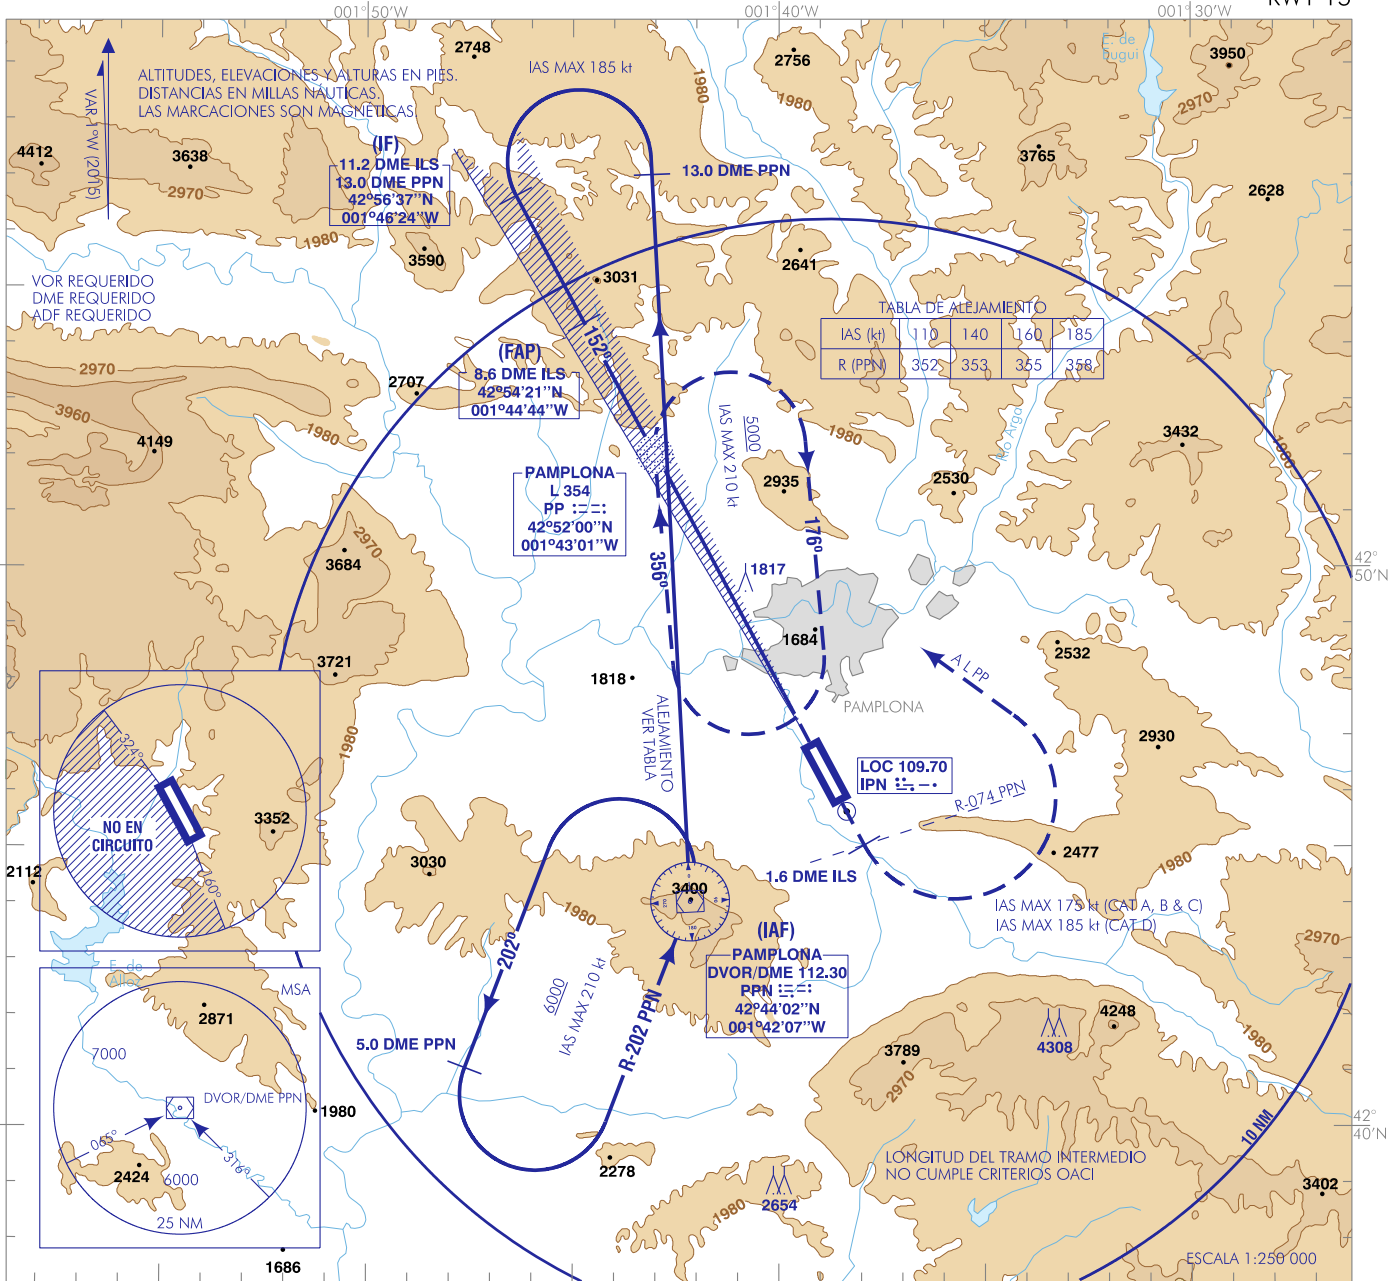 RWY 15
001°50'W
001°40'W
001°30'W
2748
IAS MAX 185 kt
2756
E. de
Eugui
3950
ALTITUDES, ELEVACIONES Y ALTURAS EN PIES.
DISTANCIAS EN MILLAS NÁUTICAS.
LAS MARCACIONES SON MAGNÉTICAS.
VAR 1°W (2015)
1980
1980
2970
4412
3638
2970
(IF)
11.2 DME ILS
13.0 DME PPN
42°56'37"N
001°46'24"W
13.0 DME PPN
3765
2628
1980
3590
2641
3031
VOR REQUERIDO
DME REQUERIDO
ADF REQUERIDO
TABLA DE ALEJAMIENTO
IAS (kt) 110 140 160 185
R (PPN) 352 353 355 358
152°
(FAP)
8.6 DME ILS
42°54'21"N
001°44'44"W
2970
2707
3960
4149
1980
5000
IAS MAX 210 kt
1980
Río Arga
3432
1980
PAMPLONA
L 354
PP
42°52'00"N
001°43'01"W
2935
2530
176°
356°
2970
3684
1817
42°
50'N
1684
2532
3721
1818
A L PP
PAMPLONA
ALEJAMIENTO
VER TABLA
1980
2930
324°
NO EN
CIRCUITO
160°
3352
LOC 109.70
IPN
R-074 PPN
2112
3030
2477
1980
1.6 DME ILS
3400
1980
IAS MAX 175 kt (CAT A, B & C)
IAS MAX 185 kt (CAT D)
(IAF)
PAMPLONA
DVOR/DME 112.30
PPN
42°44'02"N
001°42'07"W
202°
2970
E. de
Alloz
6000
IAS MAX 210 kt
R-202 PPN
MSA
2871
7000
5.0 DME PPN
4248
4308
3789
2970
1980
DVOR/DME PPN
1980
065°
316°
2424
6000
25 NM
10 NM
42°
40'N
2278
LONGITUD DEL TRAMO INTERMEDIO
NO CUMPLE CRITERIOS OACI
2654
1980
3402
1686
ESCALA 1:250 000